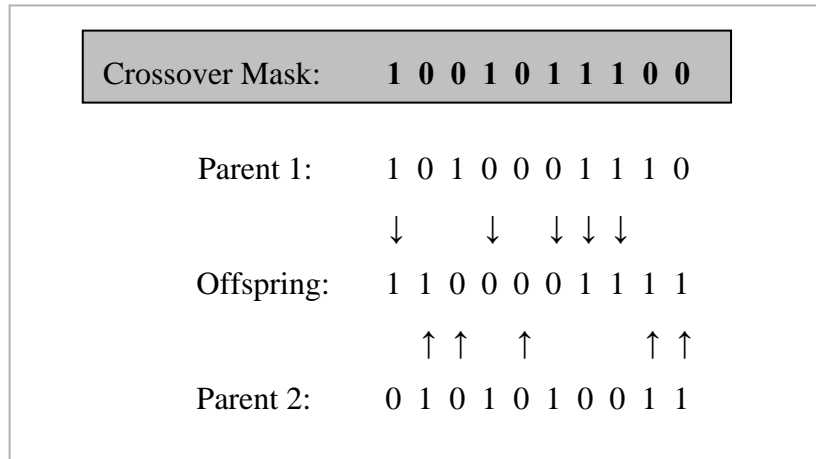 Crossover Mask: 1 0 0 1 0 1 1 1 0 0
Parent 1: 1 0 1 0 0 0 1 1 1 0
↓ ↓ ↓ ↓ ↓
Offspring: 1 1 0 0 0 0 1 1 1 1
↑ ↑ ↑ ↑ ↑
Parent 2: 0 1 0 1 0 1 0 0 1 1